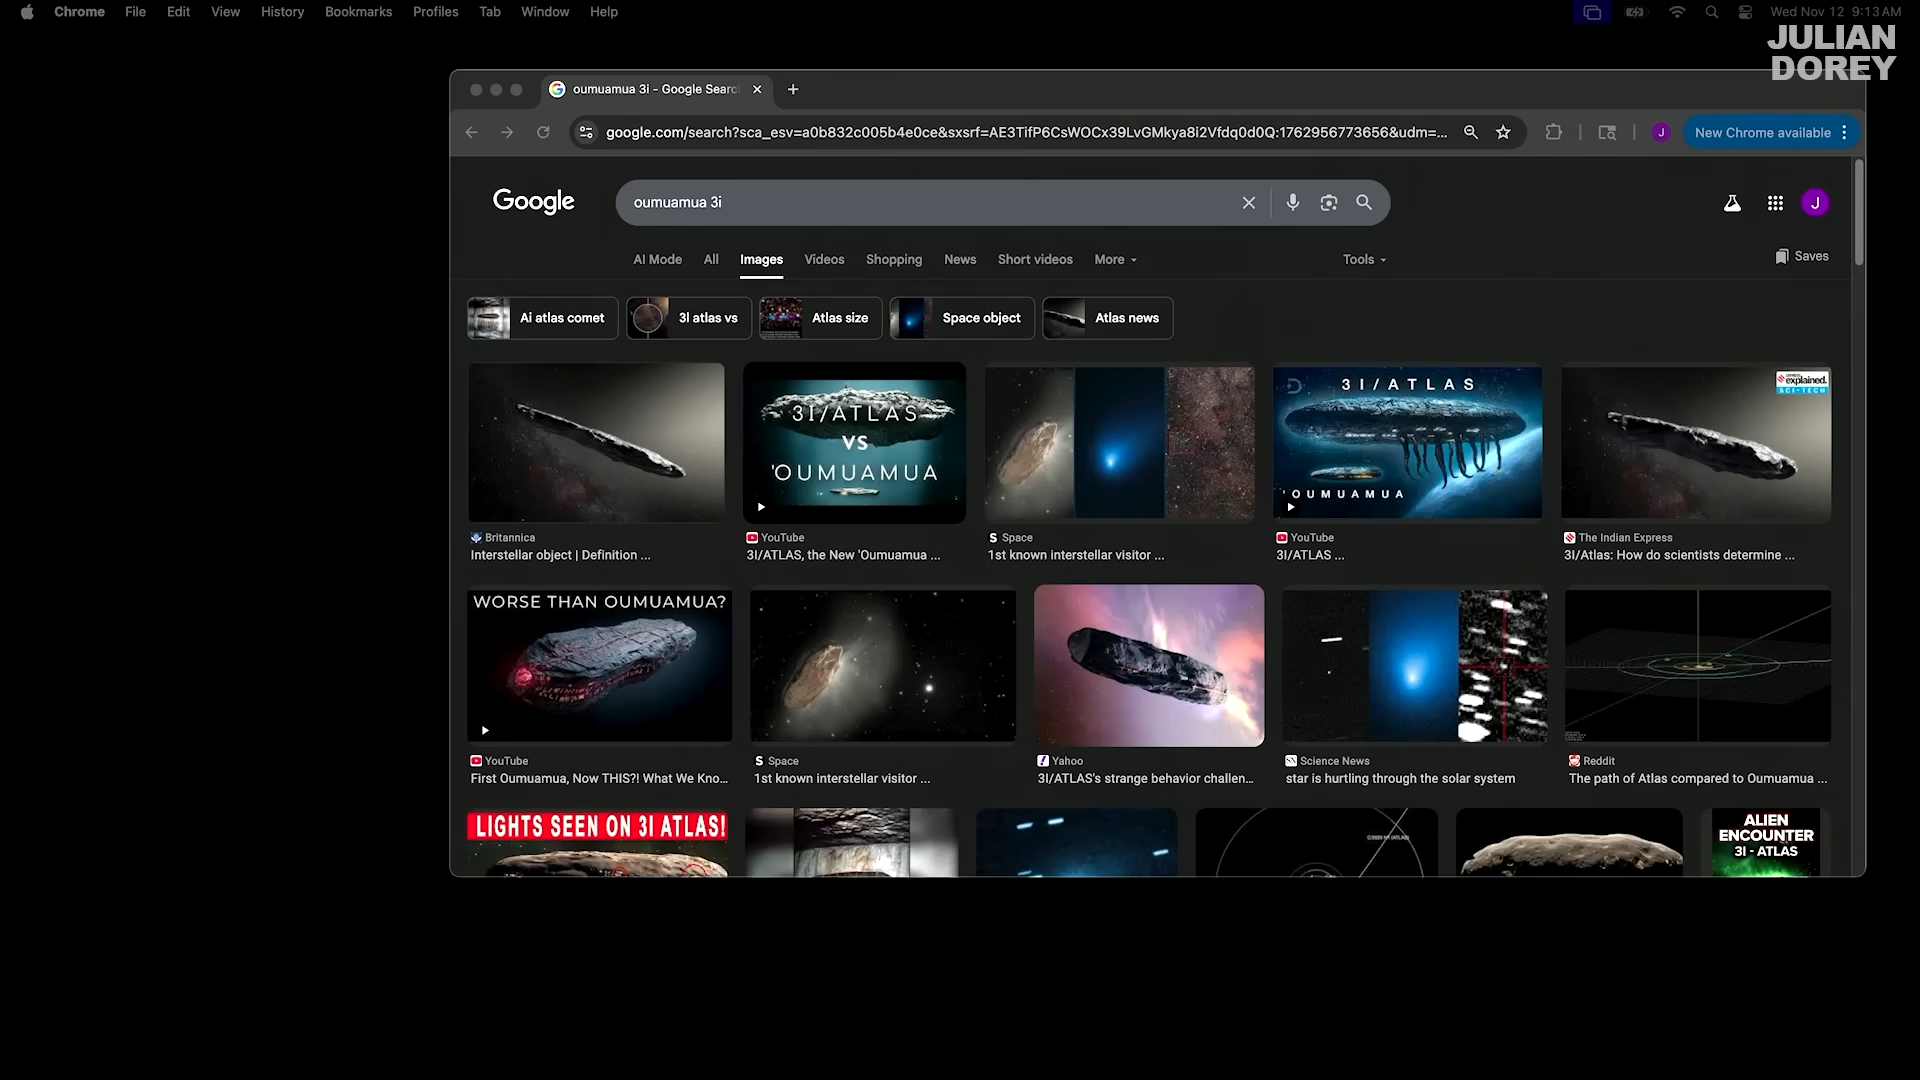 Chrome File Edit View History Bookmarks Profiles Tab Window Help Wed Nov 12 9:13 AM
JULIAN
DOREY
oumuamua 3i - Google Searc
google.com/search?sca_esv=a0b832c005b4e0ce&sxsrf=AE3TifP6CsWOCx39LvGMkya8i2Vfdq0d0Q:1762956773656&udm=... J New Chrome available
Google oumuamua 3i J
AI Mode All Images Videos Shopping News Short videos More Tools Saves
Ai atlas comet 3I atlas vs Atlas size Space object Atlas news
3I/ATLAS
VS
'OUMUAMUA
3I/ATLAS
'OUMUAMUA
EXPRESS
explained.
SCI-TECH
Britannica YouTube Space YouTube The Indian Express
Interstellar object | Definition ... 3I/ATLAS, the New 'Oumuamua ... 1st known interstellar visitor ... 3I/ATLAS ... 3I/Atlas: How do scientists determine ...
WORSE THAN OUMUAMUA?
YouTube Space Yahoo Science News Reddit
First Oumuamua, Now THIS?! What We Kno... 1st known interstellar visitor ... 3I/ATLAS's strange behavior challen... star is hurtling through the solar system The path of Atlas compared to Oumuamua ...
LIGHTS SEEN ON 3I ATLAS!
ALIEN
ENCOUNTER
3I - ATLAS